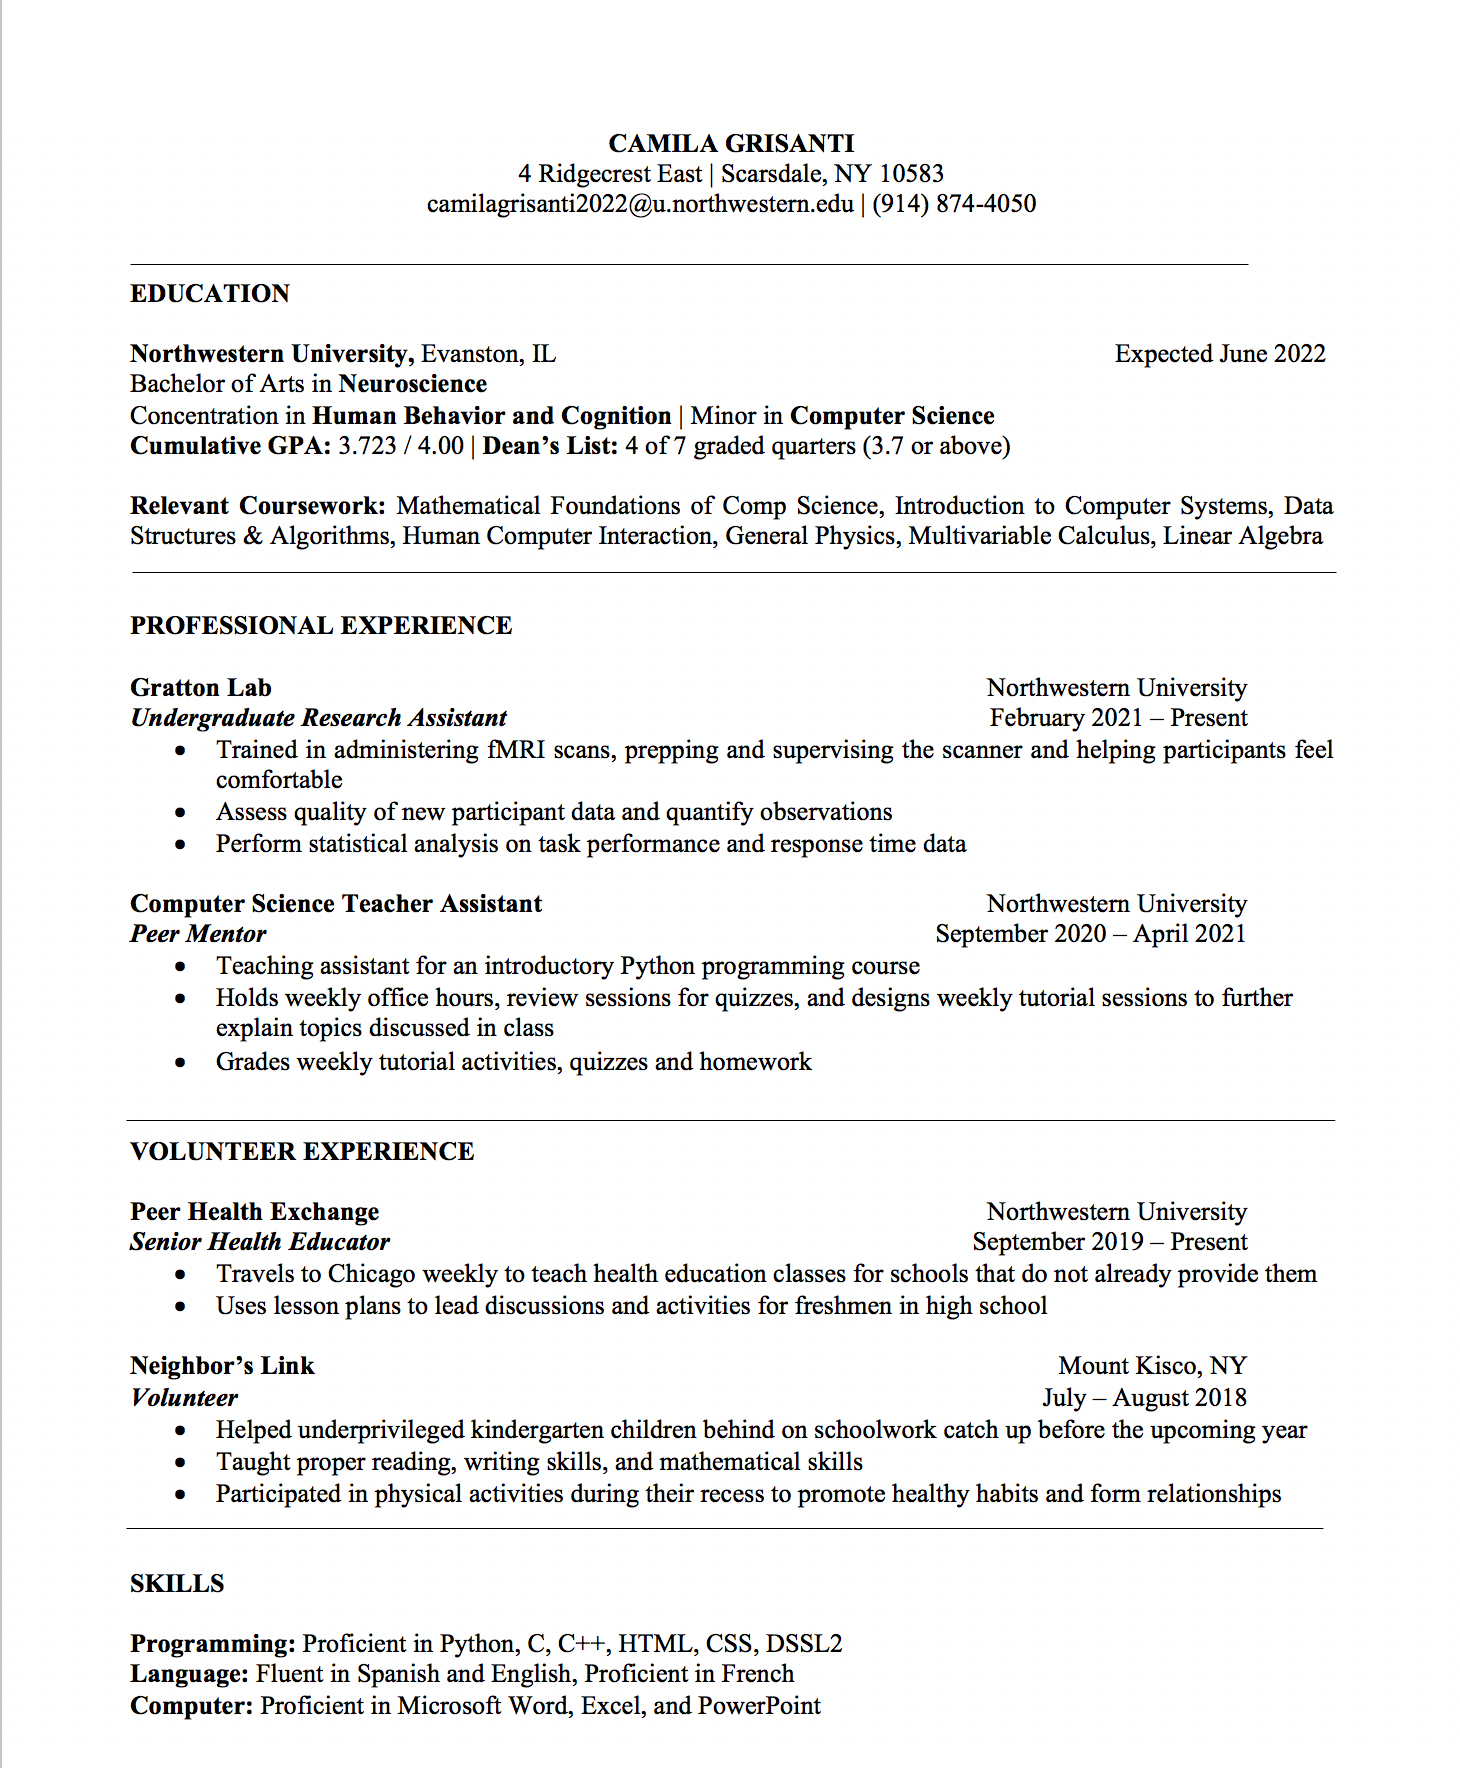 CAMILA GRISANTI
4 Ridgecrest East | Scarsdale, NY 10583
camilagrisanti2022@u.northwestern.edu | (914) 874-4050
EDUCATION
Northwestern University, Evanston, IL Expected June 2022
Bachelor of Arts in Neuroscience
Concentration in Human Behavior and Cognition | Minor in Computer Science
Cumulative GPA: 3.723 / 4.00 | Dean’s List: 4 of 7 graded quarters (3.7 or above)
Relevant Coursework: Mathematical Foundations of Comp Science, Introduction to Computer Systems, Data
Structures & Algorithms, Human Computer Interaction, General Physics, Multivariable Calculus, Linear Algebra
PROFESSIONAL EXPERIENCE
Gratton Lab Northwestern University
Undergraduate Research Assistant February 2021 – Present
• Trained in administering fMRI scans, prepping and supervising the scanner and helping participants feel
comfortable
• Assess quality of new participant data and quantify observations
• Perform statistical analysis on task performance and response time data
Computer Science Teacher Assistant Northwestern University
Peer Mentor September 2020 – April 2021
• Teaching assistant for an introductory Python programming course
• Holds weekly office hours, review sessions for quizzes, and designs weekly tutorial sessions to further
explain topics discussed in class
• Grades weekly tutorial activities, quizzes and homework
VOLUNTEER EXPERIENCE
Peer Health Exchange Northwestern University
Senior Health Educator September 2019 – Present
• Travels to Chicago weekly to teach health education classes for schools that do not already provide them
• Uses lesson plans to lead discussions and activities for freshmen in high school
Neighbor’s Link Mount Kisco, NY
Volunteer July – August 2018
• Helped underprivileged kindergarten children behind on schoolwork catch up before the upcoming year
• Taught proper reading, writing skills, and mathematical skills
• Participated in physical activities during their recess to promote healthy habits and form relationships
SKILLS
Programming: Proficient in Python, C, C++, HTML, CSS, DSSL2
Language: Fluent in Spanish and English, Proficient in French
Computer: Proficient in Microsoft Word, Excel, and PowerPoint